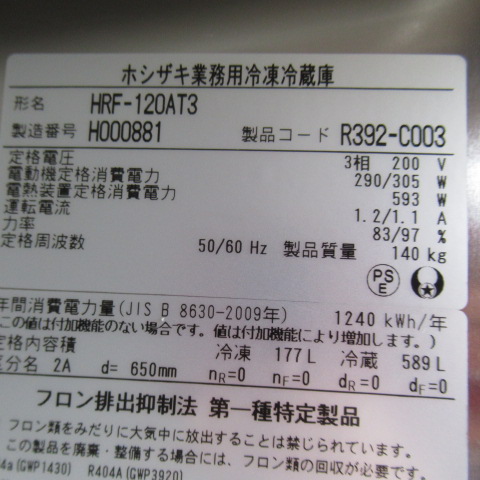 ホシザキ業務用冷凍冷蔵庫
形名 HRF-120AT3
製造番号 H000881 製品コード R392-C003
定格電圧 3相 200 V
電動機定格消費電力 290/305 W
電熱装置定格消費電力 593 W
運転電流 1.2/1.1 A
力率 83/97 %
定格周波数 50/60 Hz 製品質量 140 kg
PS
E
年間消費電力量(JIS B 8630-2009年) 1240 kWh/年
(この値は付加機能のない場合です。値は付加機能により増加します。)
定格内容積 冷凍 177 L 冷蔵 589 L
区分名 2A d= 650mm nR=0 nF=0 dR=0 dF=0
フロン排出抑制法 第一種特定製品
フロン類をみだりに大気中に放出することは禁じられています。
この製品を廃棄・整備する場合には、フロン類の回収が必要です。
4a(GWP1430) R404A(GWP3920)